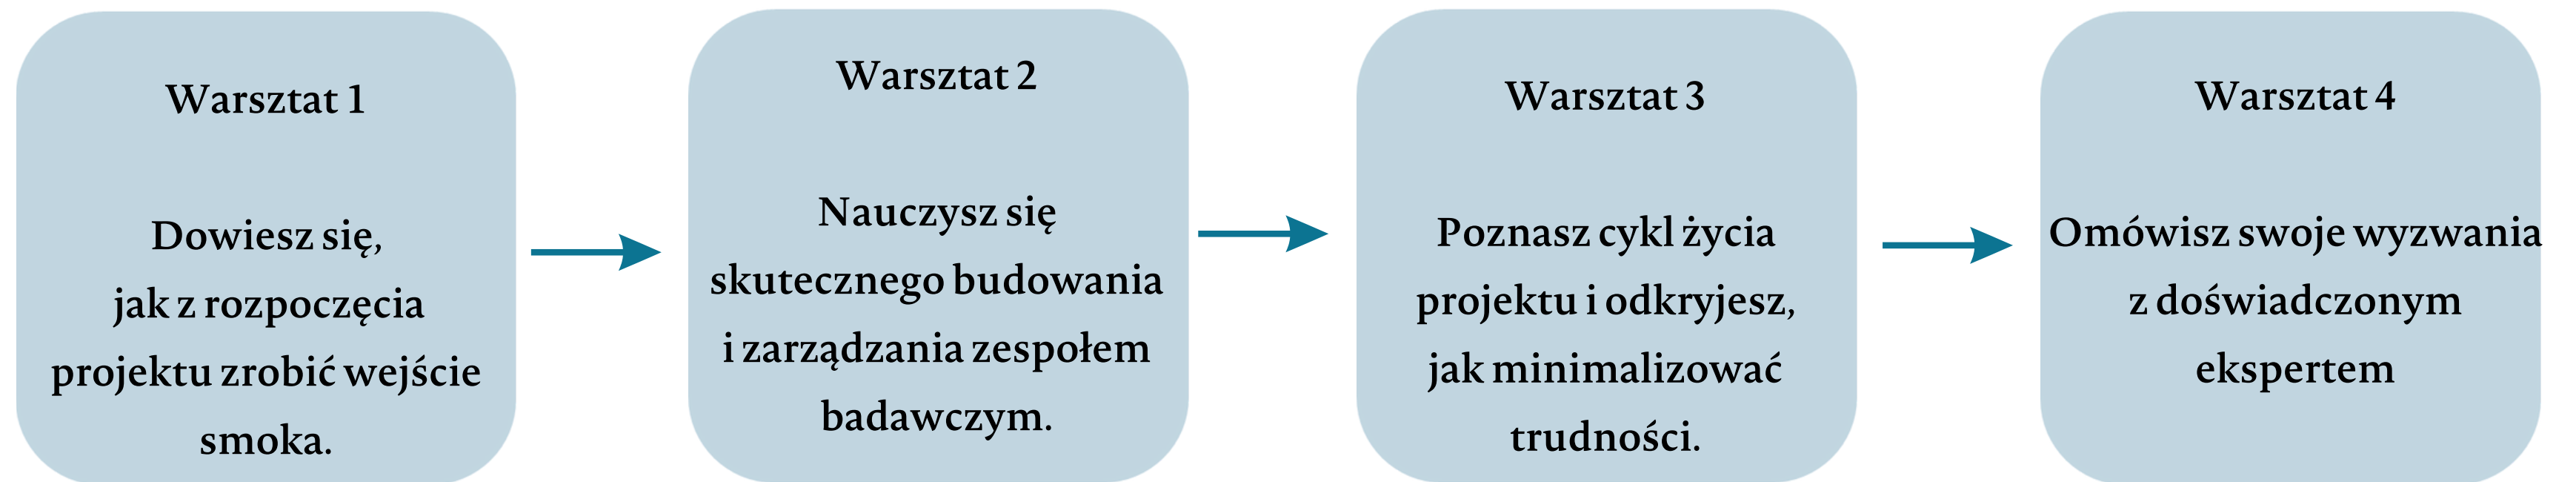 Warsztat 1
Dowiesz się,
jak z rozpoczęcia
projektu zrobić wejście
smoka.
Warsztat 2
Nauczysz się
skutecznego budowania
i zarządzania zespołem
badawczym.
Warsztat 3
Poznasz cykl życia
projektu i odkryjesz,
jak minimalizować
trudności.
Warsztat 4
Omówisz swoje wyzwania
z doświadczonym
ekspertem